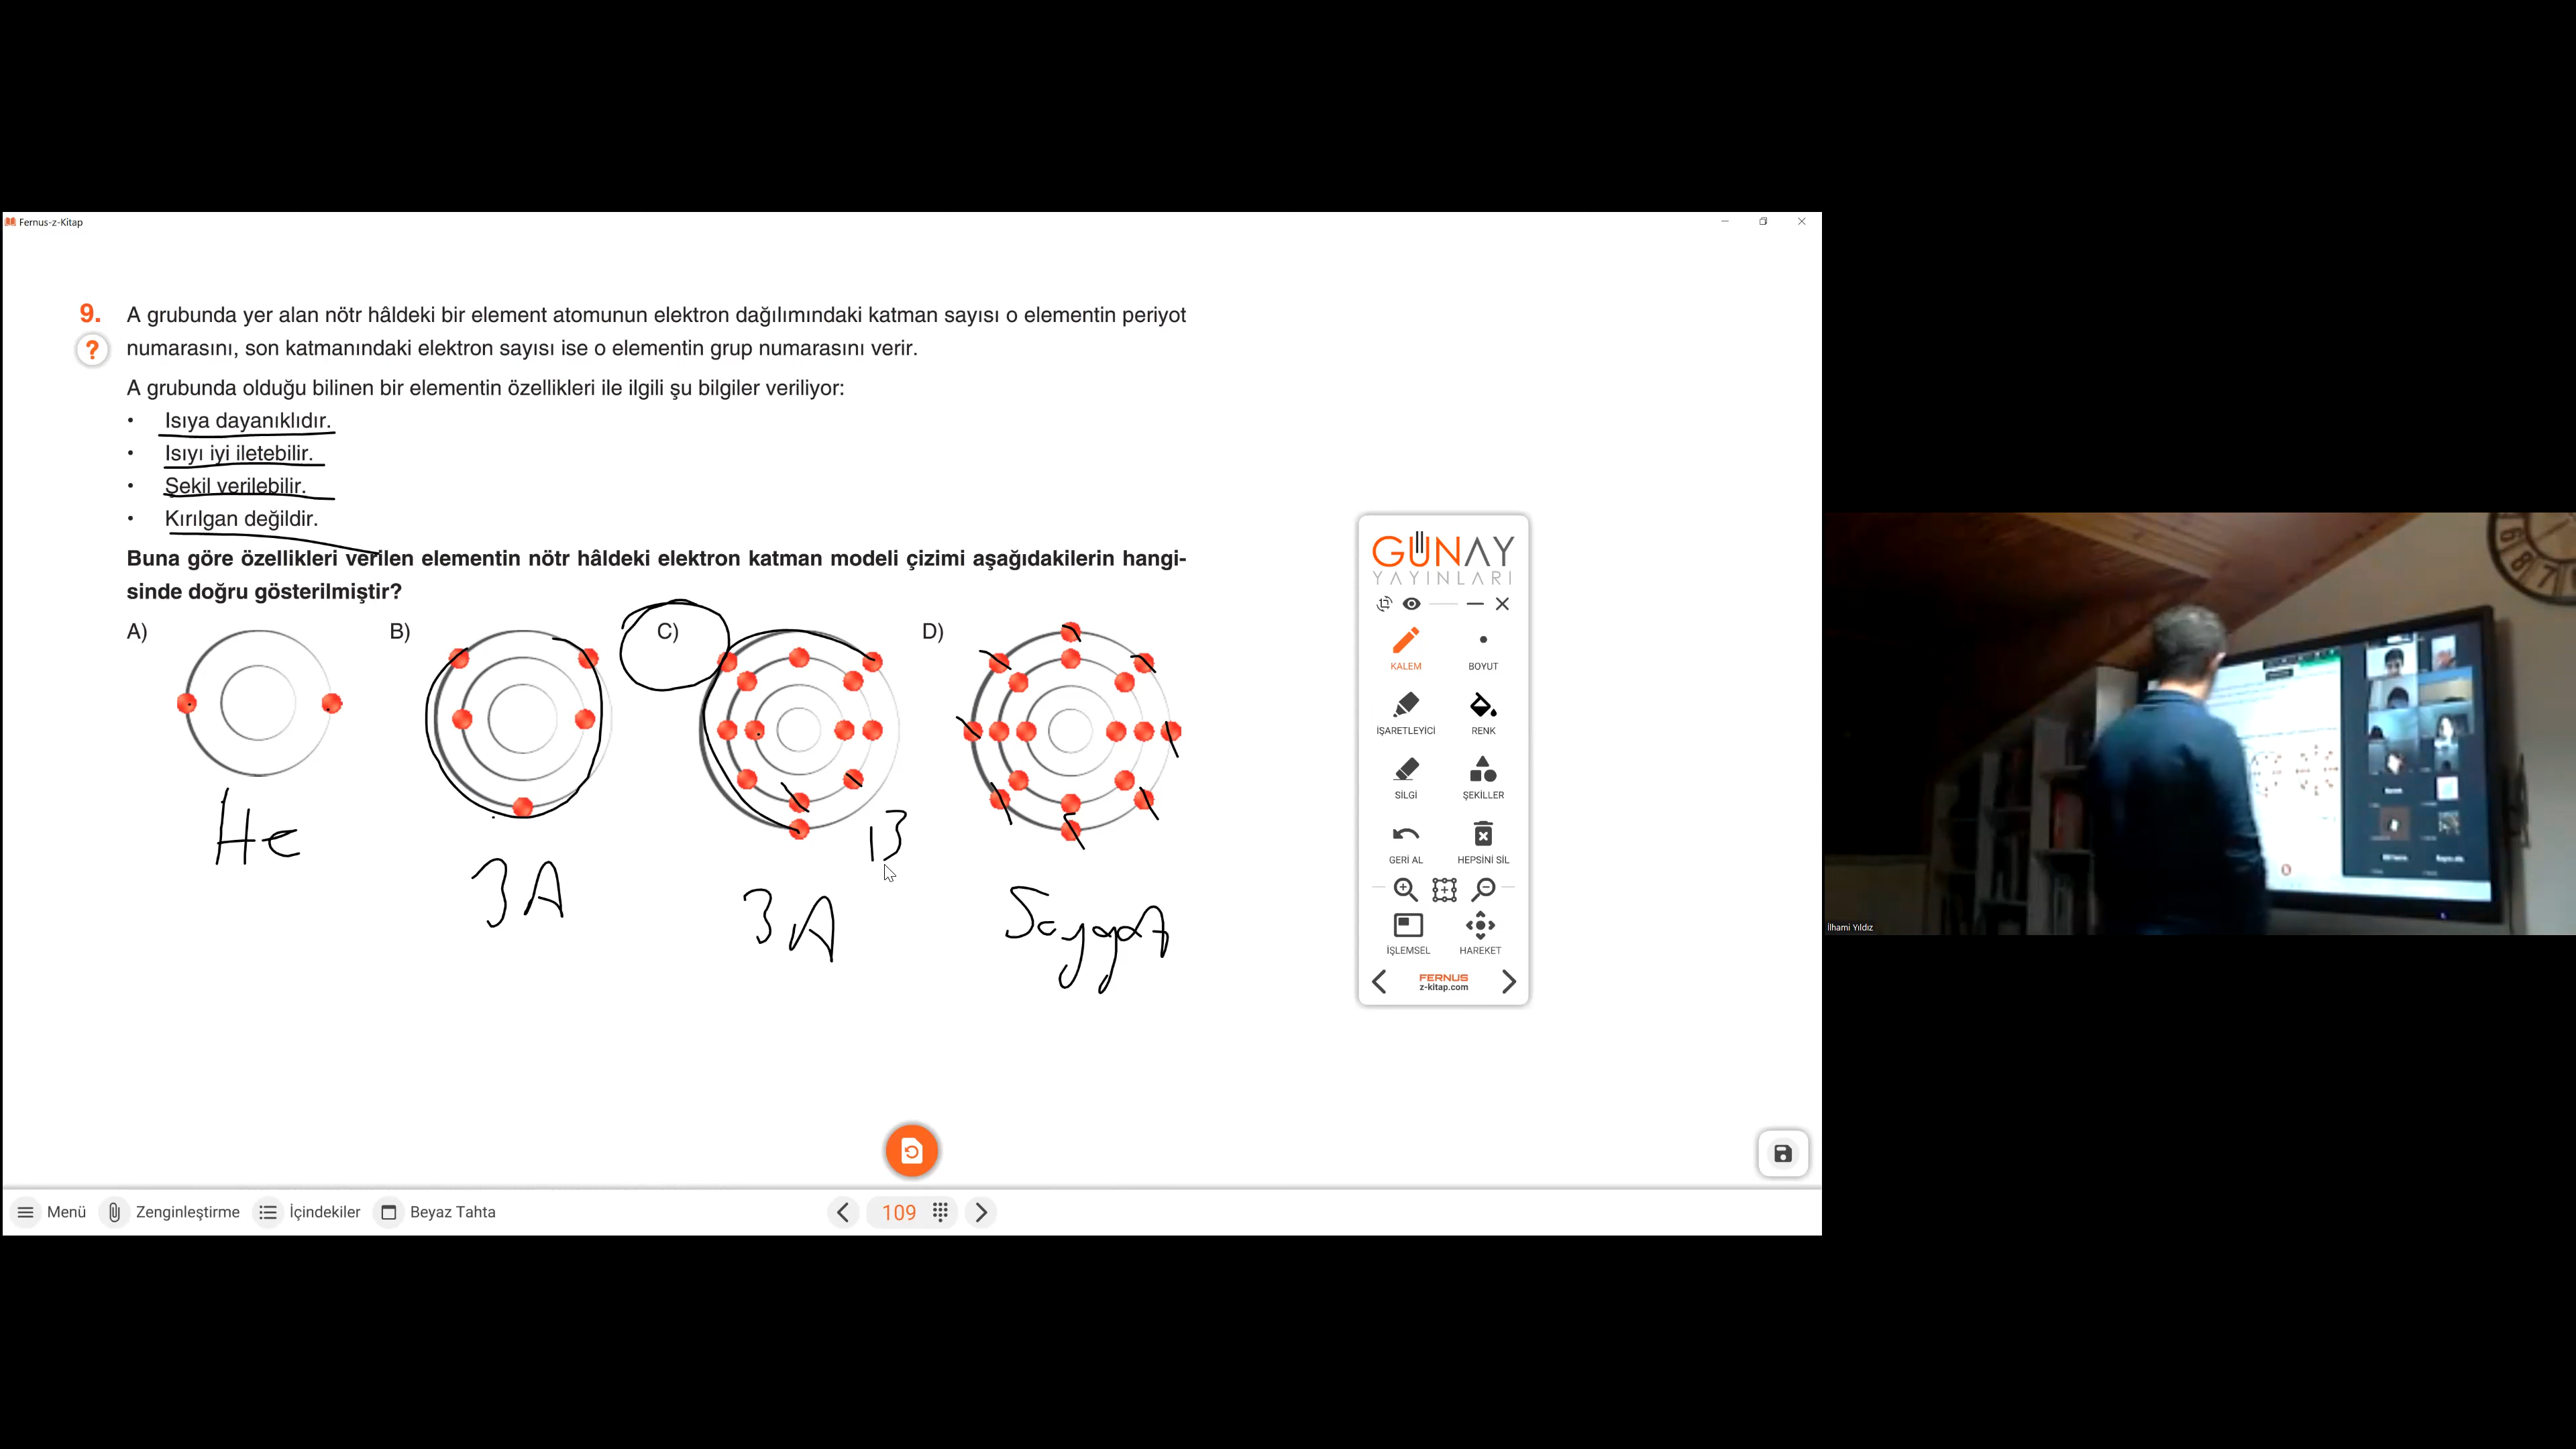 Fernus-z-Kitap
9. A grubunda yer alan nötr hâldeki bir element atomunun elektron dağılımındaki katman sayısı o elementin periyot
? numarasını, son katmanındaki elektron sayısı ise o elementin grup numarasını verir.
A grubunda olduğu bilinen bir elementin özellikleri ile ilgili şu bilgiler veriliyor:
• Isıya dayanıklıdır.
• Isıyı iyi iletebilir.
• Şekil verilebilir.
• Kırılgan değildir.
Buna göre özellikleri verilen elementin nötr hâldeki elektron katman modeli çizimi aşağıdakilerin hangi-
sinde doğru gösterilmiştir?
A) B) C) D)
He
3A
13
3A
Soygaz
GÜNAY
YAYINLARI
KALEM BOYUT
İŞARETLEYİCİ RENK
SİLGİ ŞEKİLLER
GERİ AL HEPSİNİ SİL
İŞLEMSEL HAREKET
FERNUS
z-kitap.com
İlhami Yıldız
Menü Zenginleştirme İçindekiler Beyaz Tahta 109